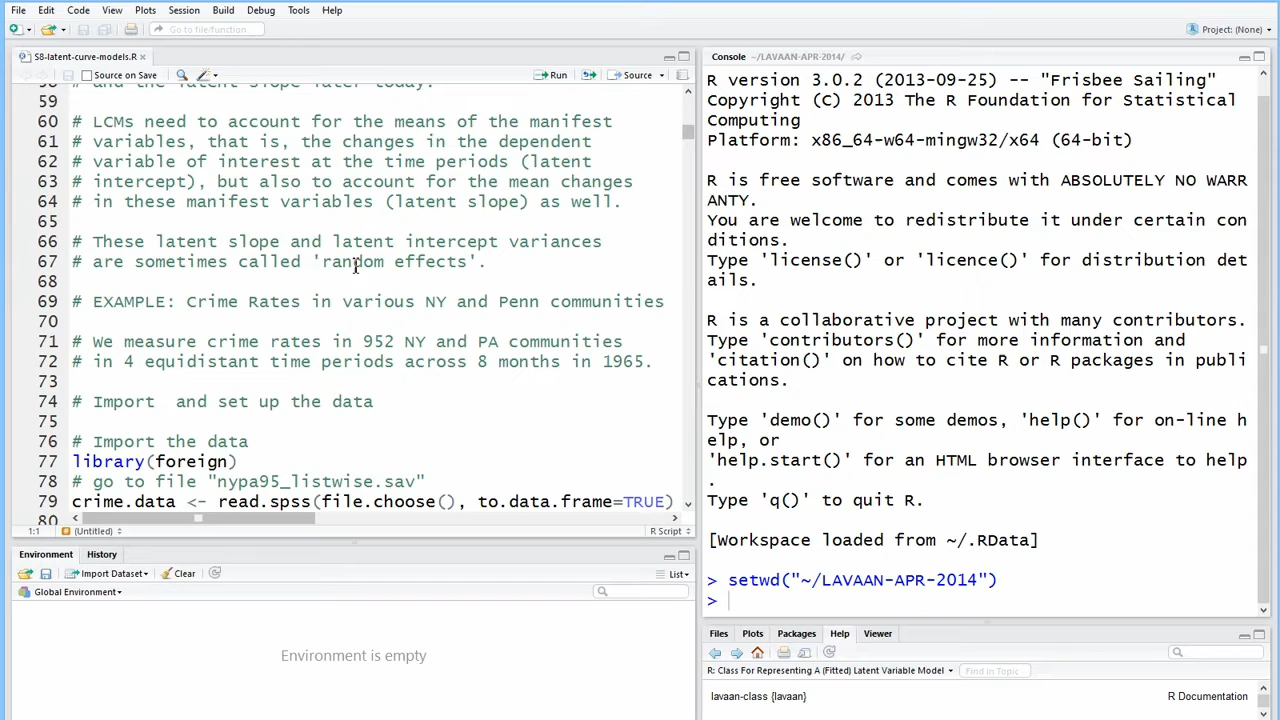 File Edit Code View Plots Session Build Debug Tools Help
Go to file/function
Project: (None)
S8-latent-curve-models.R
Source on Save
Run
Source
58 # and the latent slope later today.
59
60 # LCMs need to account for the means of the manifest
61 # variables, that is, the changes in the dependent
62 # variable of interest at the time periods (latent
63 # intercept), but also to account for the mean changes
64 # in these manifest variables (latent slope) as well.
65
66 # These latent slope and latent intercept variances
67 # are sometimes called 'random effects'.
68
69 # EXAMPLE: Crime Rates in various NY and Penn communities
70
71 # We measure crime rates in 952 NY and PA communities
72 # in 4 equidistant time periods across 8 months in 1965.
73
74 # Import  and set up the data
75
76 # Import the data
77 library(foreign)
78 # go to file "nypa95_listwise.sav"
79 crime.data <- read.spss(file.choose(), to.data.frame=TRUE)
80
1:1 (Untitled) R Script
Environment History
Import Dataset Clear List
Global Environment
Environment is empty
Console ~/LAVAAN-APR-2014/
R version 3.0.2 (2013-09-25) -- "Frisbee Sailing"
Copyright (C) 2013 The R Foundation for Statistical
Computing
Platform: x86_64-w64-mingw32/x64 (64-bit)
R is free software and comes with ABSOLUTELY NO WARR
ANTY.
You are welcome to redistribute it under certain con
ditions.
Type 'license()' or 'licence()' for distribution det
ails.
R is a collaborative project with many contributors.
Type 'contributors()' for more information and
'citation()' on how to cite R or R packages in publi
cations.
Type 'demo()' for some demos, 'help()' for on-line h
elp, or
'help.start()' for an HTML browser interface to help
.
Type 'q()' to quit R.
[Workspace loaded from ~/.RData]
> setwd("~/LAVAAN-APR-2014")
>
Files Plots Packages Help Viewer
R: Class For Representing A (Fitted) Latent Variable Model Find in Topic
lavaan-class {lavaan} R Documentation